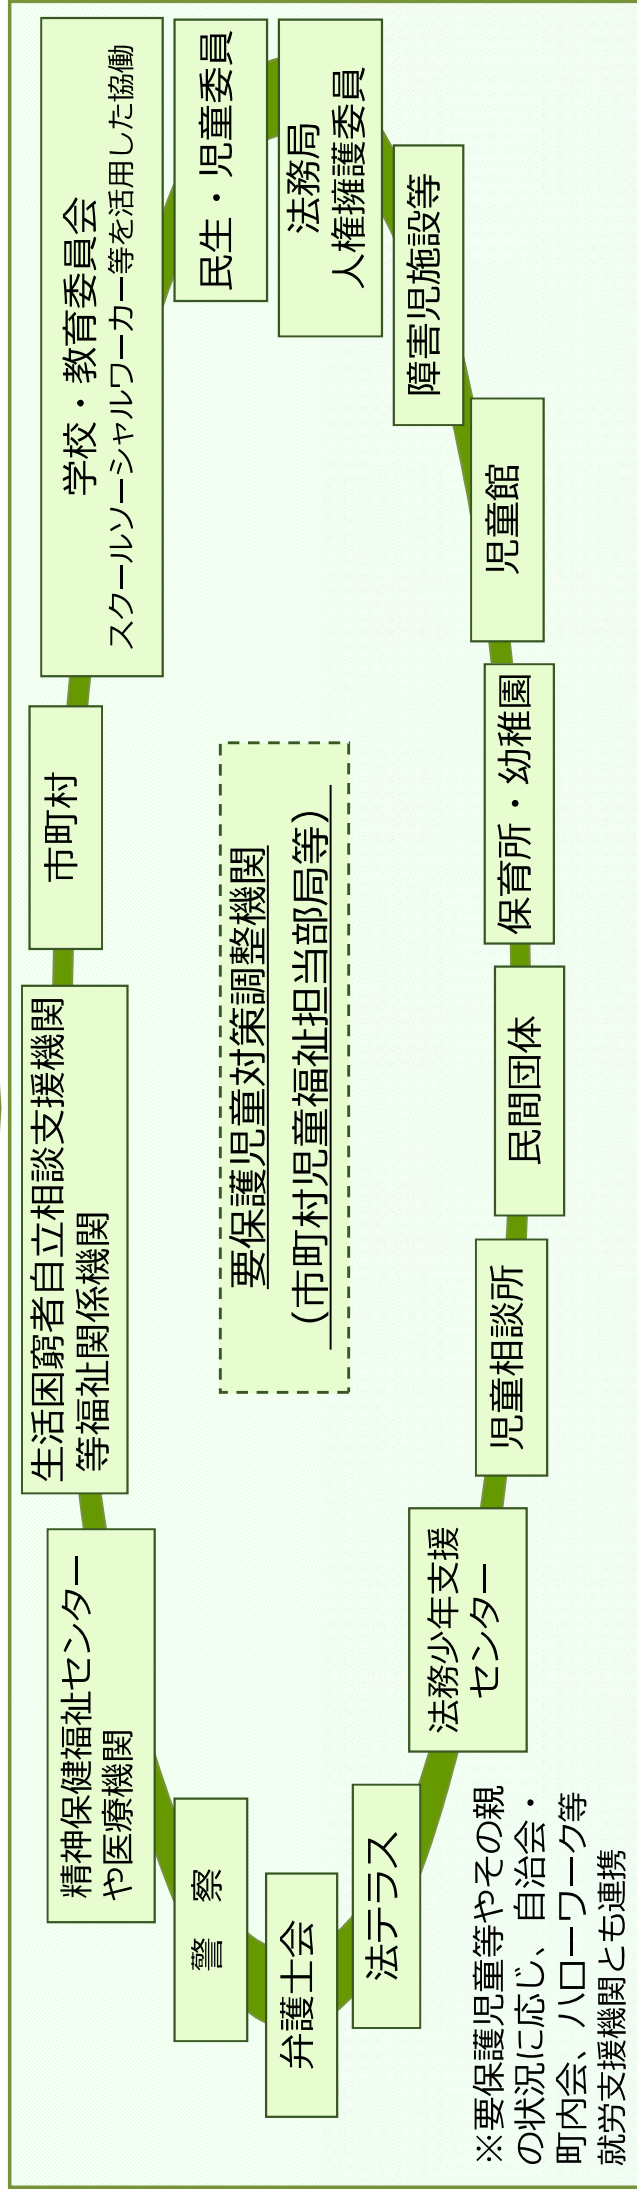 生活困窮者自立相談支援機関
等福祉関係機関
市町村
学校・教育委員会
スクールソーシャルワーカー等を活用した協働
民生・児童委員
法務局
人権擁護委員
障害児施設等
児童館
保育所・幼稚園
民間団体
児童相談所
法務少年支援
センター
法テラス
弁護士会
警 察
精神保健福祉センター
や医療機関
要保護児童対策調整機関
（市町村児童福祉担当部局等）
※要保護児童等やその親
の状況に応じ、自治会・
町内会、ハローワーク等
就労支援機関とも連携